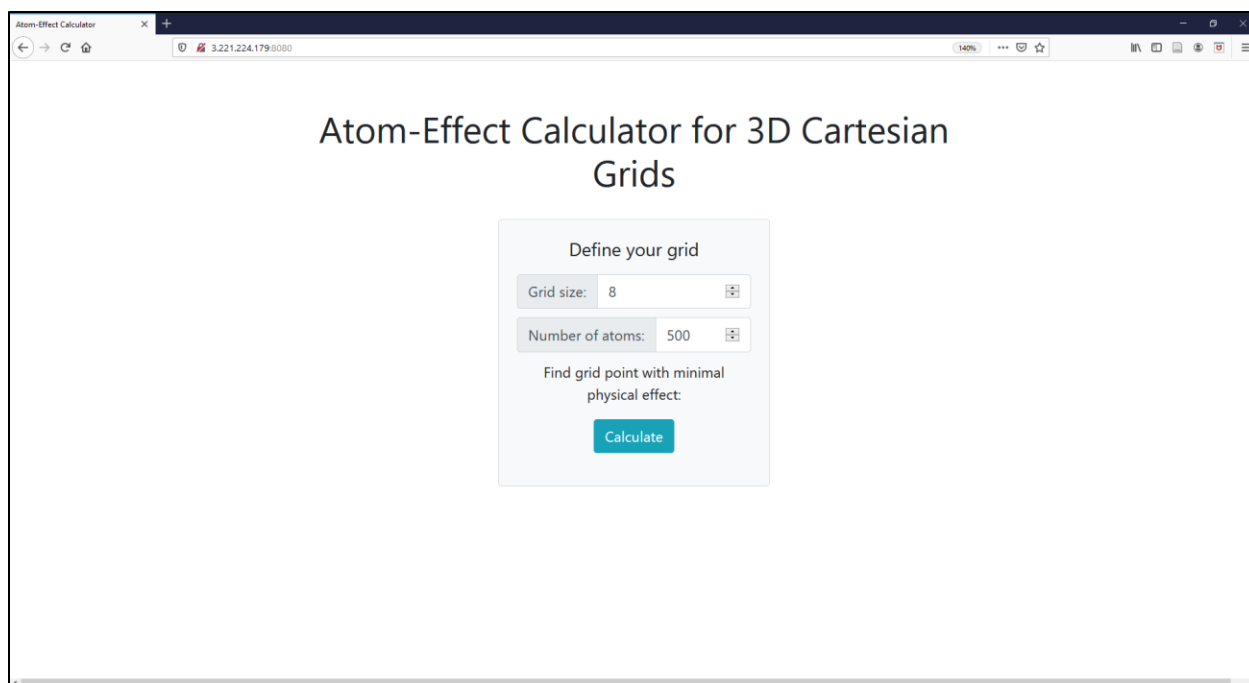 Atom-Effect Calculator
3.221.224.179:8080
140%
Atom-Effect Calculator for 3D Cartesian
Grids
Define your grid
Grid size: 8
Number of atoms: 500
Find grid point with minimal
physical effect:
Calculate